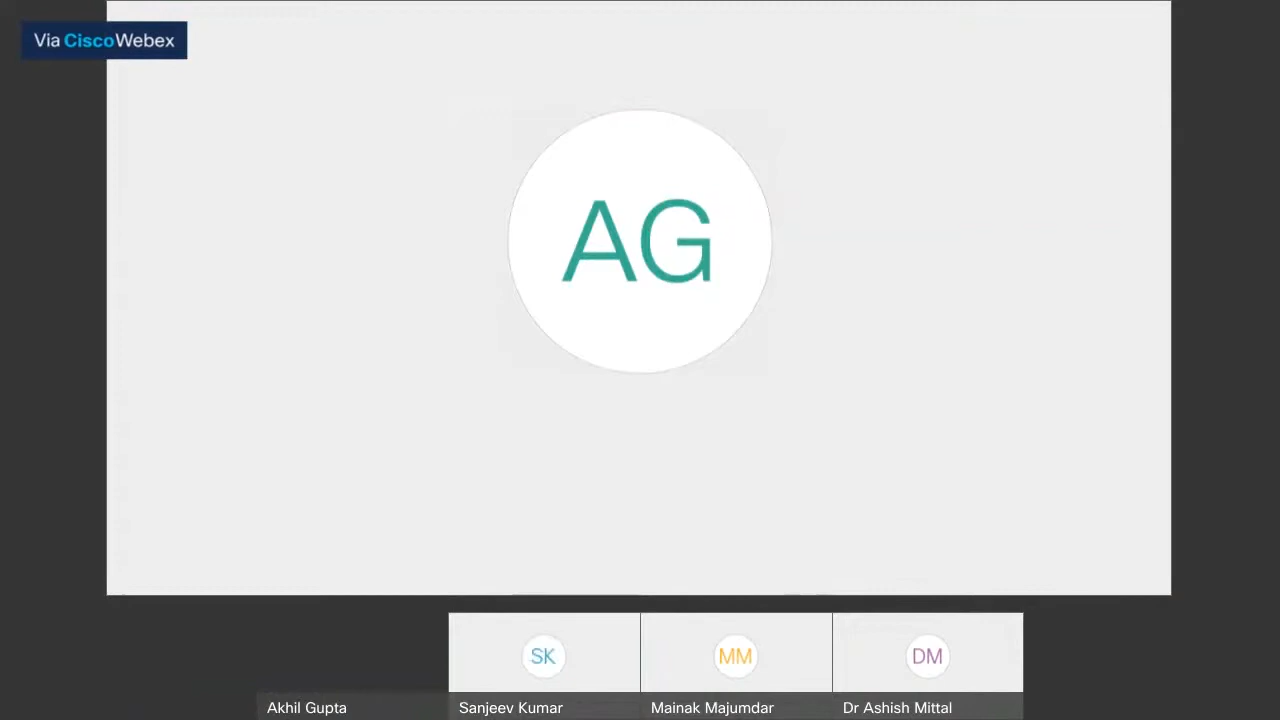 Via CiscoWebex
AG
SK
MM
DM
Akhil Gupta
Sanjeev Kumar
Mainak Majumdar
Dr Ashish Mittal